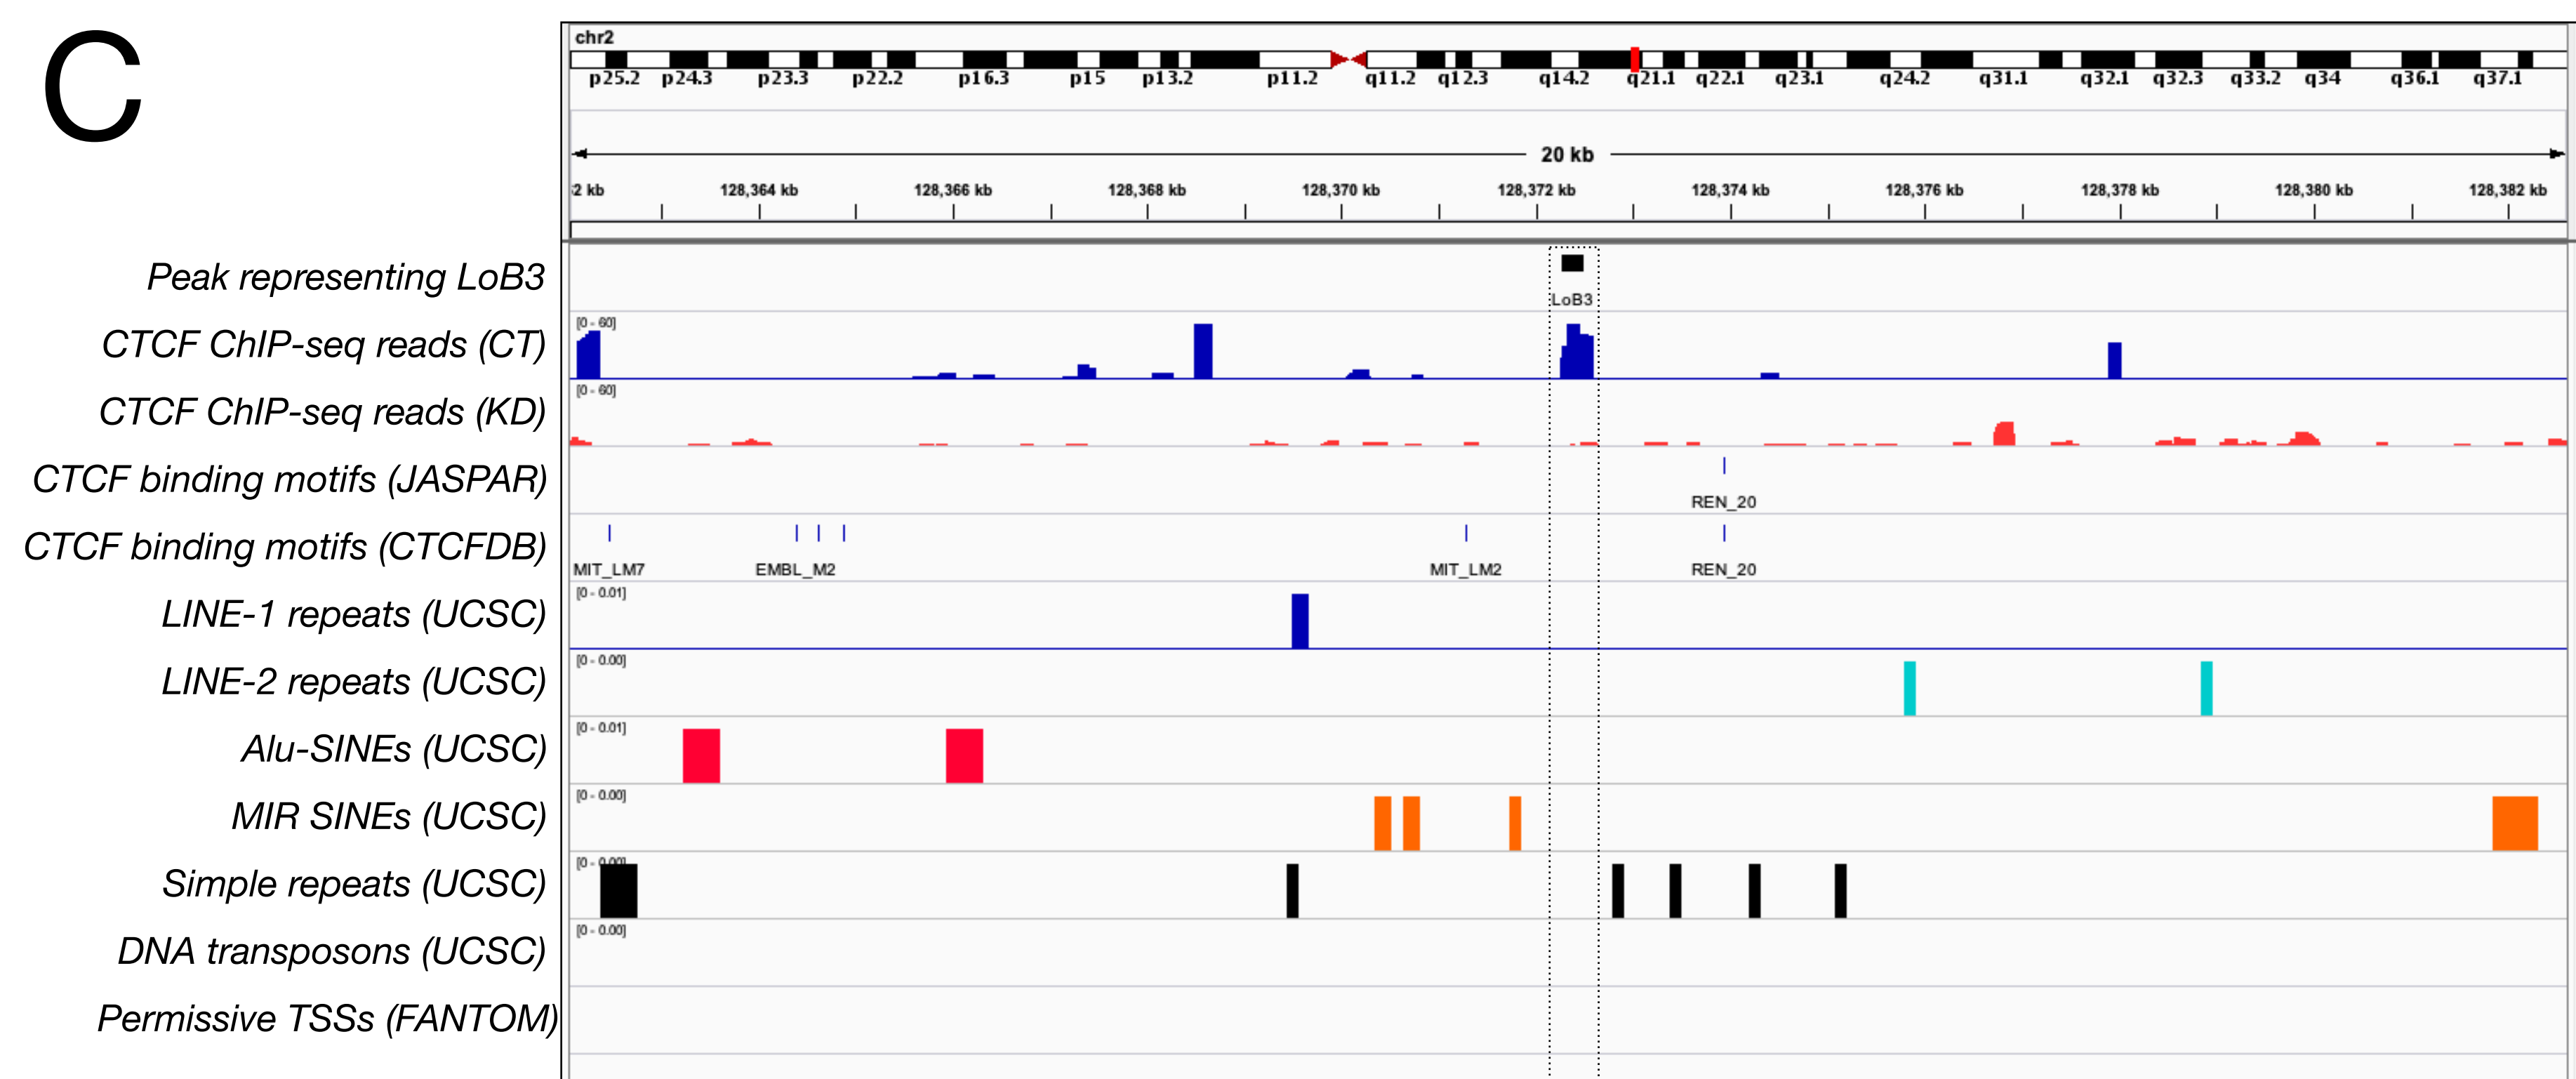 C
chr2
p25.2 p24.3 p23.3 p22.2 p16.3 p15 p13.2 p11.2 q11.2 q12.3 q14.2 q21.1 q22.1 q23.1 q24.2 q31.1 q32.1 q32.3 q33.2 q34 q36.1 q37.1
20 kb
2 kb 128,364 kb 128,366 kb 128,368 kb 128,370 kb 128,372 kb 128,374 kb 128,376 kb 128,378 kb 128,380 kb 128,382 kb
Peak representing LoB3
LoB3
CTCF ChIP-seq reads (CT)
[0 - 60]
CTCF ChIP-seq reads (KD)
[0 - 60]
CTCF binding motifs (JASPAR)
REN_20
CTCF binding motifs (CTCFDB)
MIT_LM7 EMBL_M2 MIT_LM2 REN_20
LINE-1 repeats (UCSC)
[0 - 0.01]
LINE-2 repeats (UCSC)
[0 - 0.00]
Alu-SINEs (UCSC)
[0 - 0.01]
MIR SINEs (UCSC)
[0 - 0.00]
Simple repeats (UCSC)
[0 - 0.00]
DNA transposons (UCSC)
[0 - 0.00]
Permissive TSSs (FANTOM)